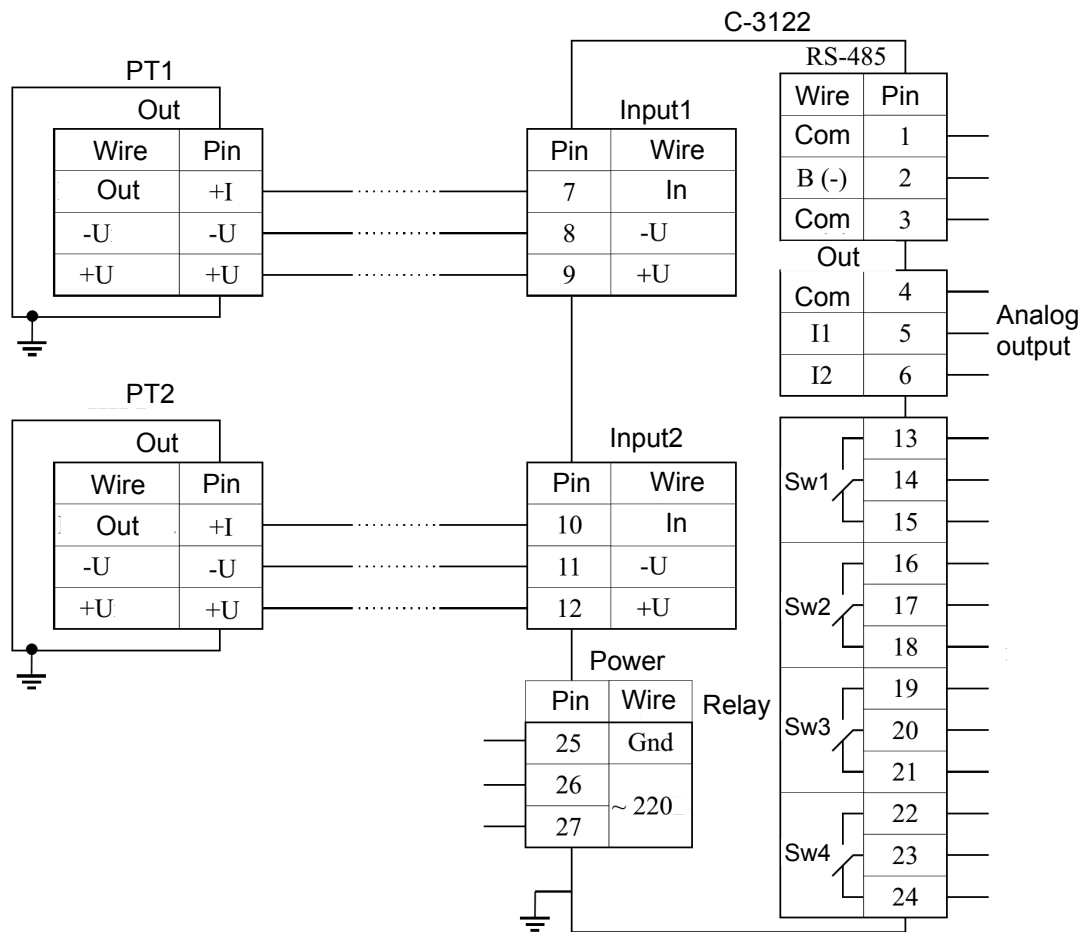 C-3122
RS-485
Wire Pin
Com 1
B (-) 2
Com 3
Out
Com 4
I1 5
I2 6
Analog
output
PT1
Out
Wire Pin
Out +I
-U -U
+U +U
Input1
Pin Wire
7 In
8 -U
9 +U
PT2
Out
Wire Pin
Out +I
-U -U
+U +U
Input2
Pin Wire
10 In
11 -U
12 +U
Power
Pin Wire
25 Gnd
26
27
~ 220
Relay
Sw1
13
14
15
Sw2
16
17
18
Sw3
19
20
21
Sw4
22
23
24